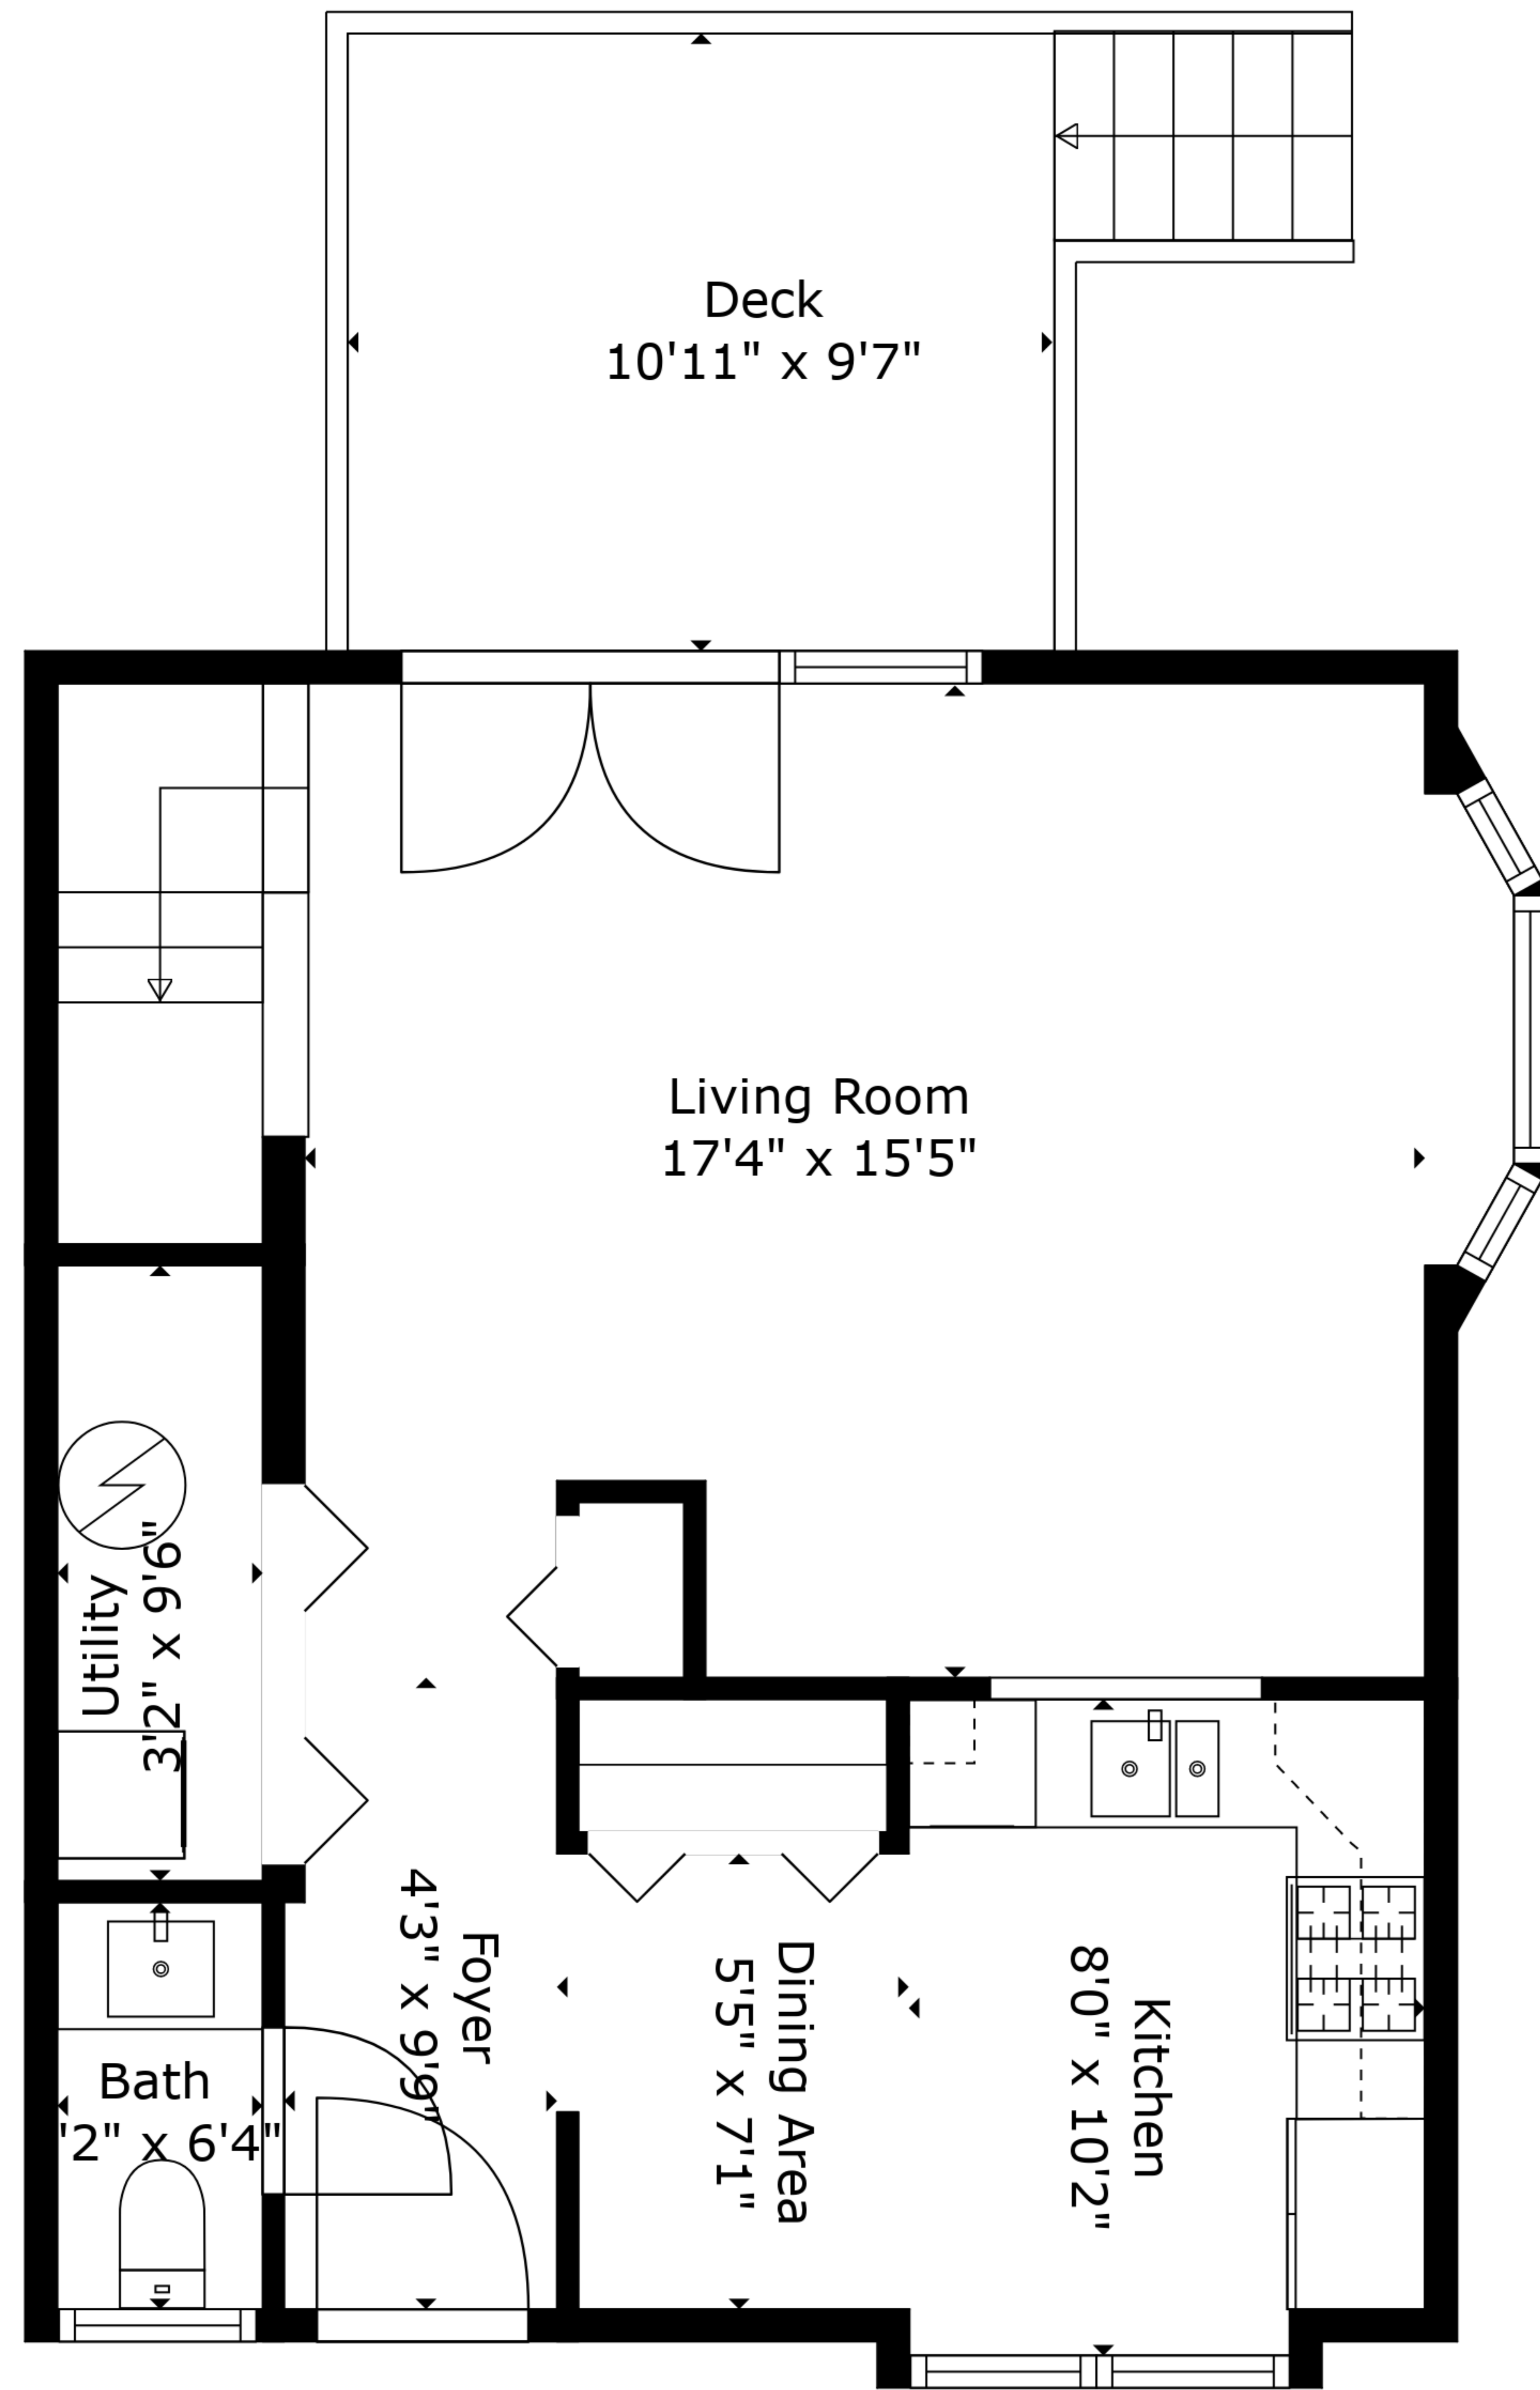 Deck
10'11" x 9'7"
Living Room
17'4" x 15'5"
Utility
3'2" x 9'6"
Foyer
4'3" x 9'9"
Dining Area
5'5" x 7'1"
Kitchen
8'0" x 10'2"
Bath
'2" x 6'4"